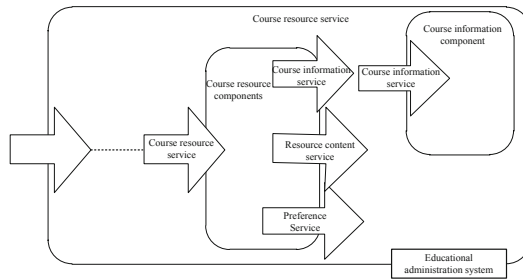 Course resource service
Course information
component
Course information
service
Course information
service
Course resource
components
Course resource
service
Resource content
service
Preference
Service
Educational
administration system